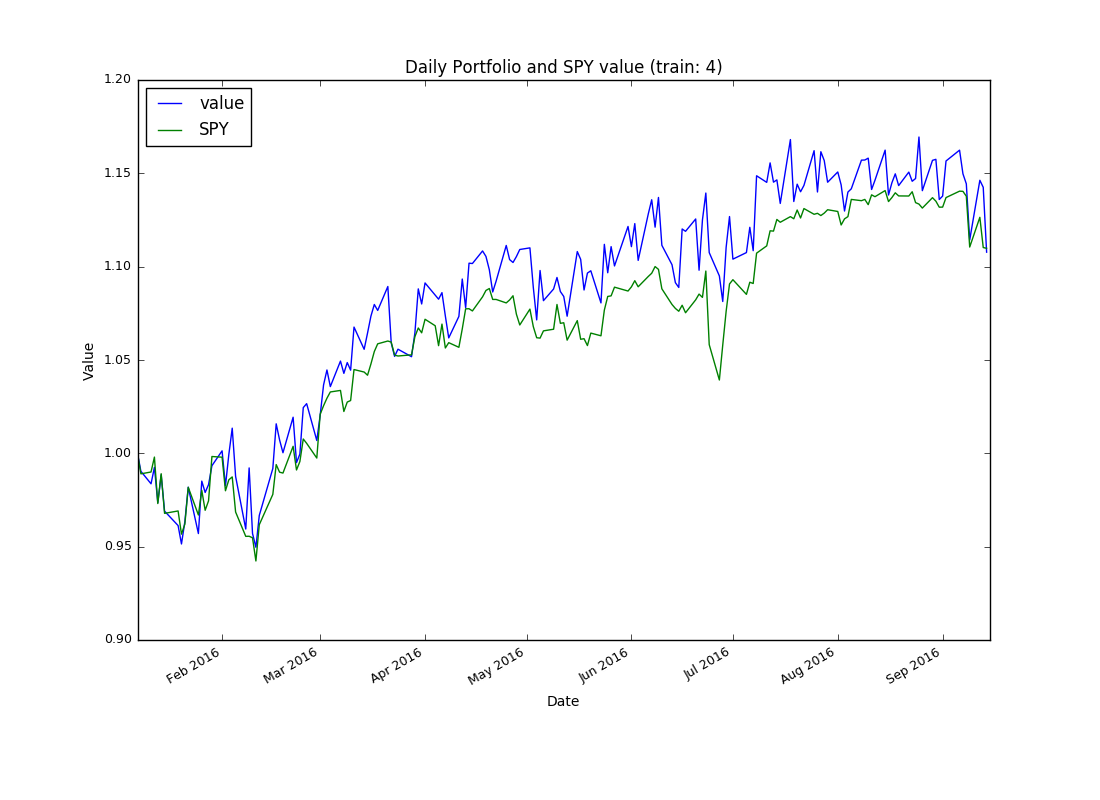 Daily Portfolio and SPY value (train: 4)
1.20
value
SPY
1.15
1.10
1.05
1.00
0.95
0.90
Value
Feb 2016
Mar 2016
Apr 2016
May 2016
Jun 2016
Jul 2016
Aug 2016
Sep 2016
Date